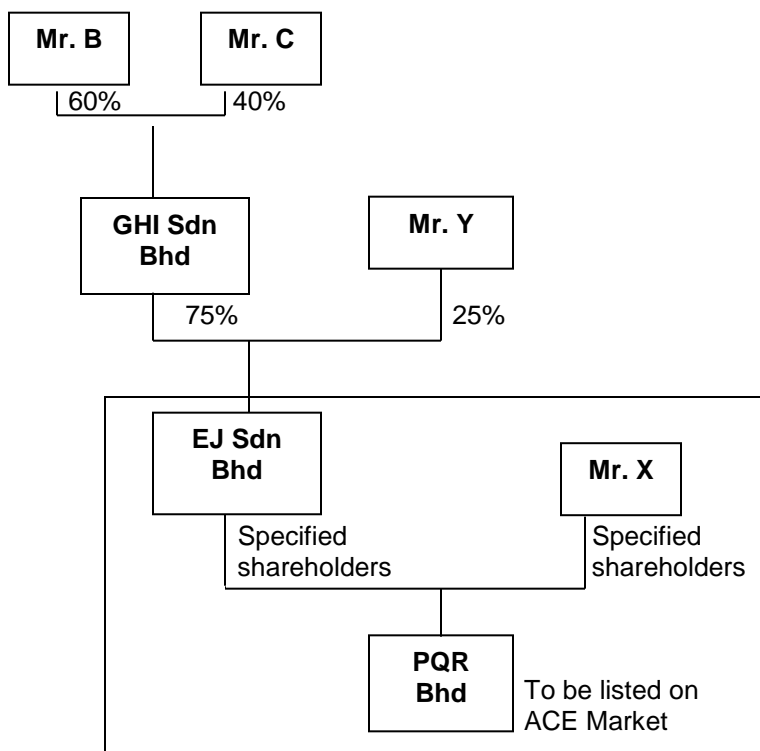 Mr. B
Mr. C
60%
40%
GHI Sdn
Bhd
Mr. Y
75%
25%
EJ Sdn
Bhd
Mr. X
Specified
shareholders
Specified
shareholders
PQR
Bhd
To be listed on
ACE Market